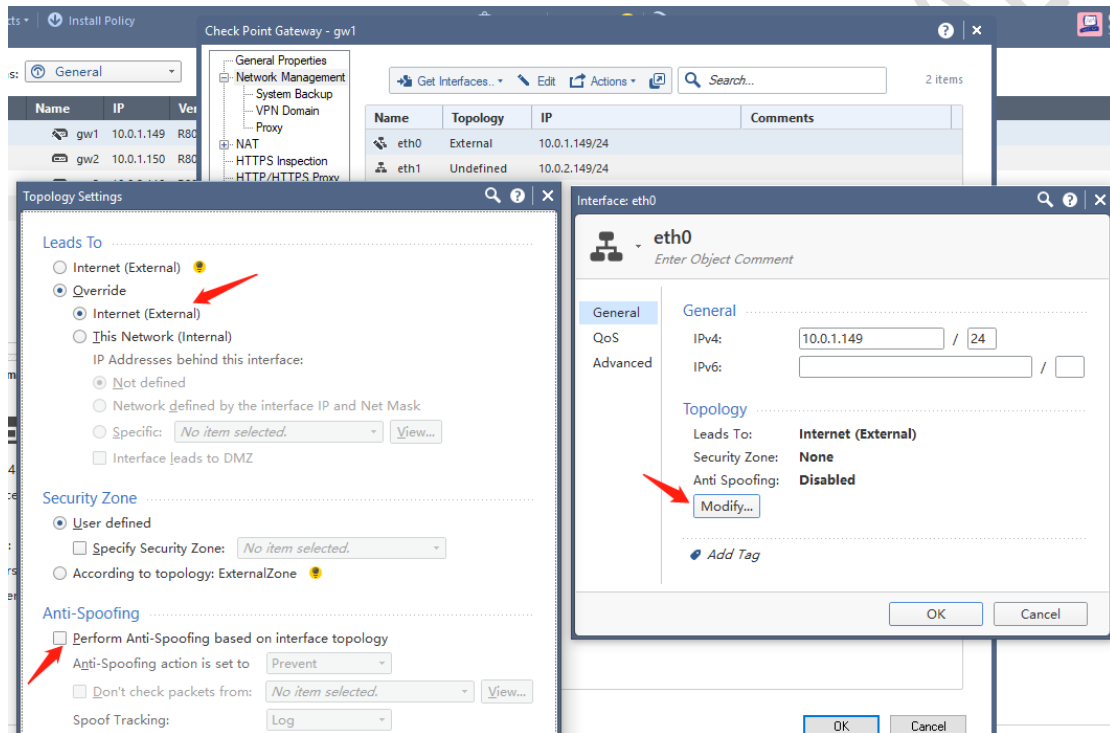 cts Install Policy
Check Point Gateway - gw1
s: General
Name IP Ver
gw1 10.0.1.149 R80
gw2 10.0.1.150 R80
General Properties
Network Management
System Backup
VPN Domain
Proxy
NAT
HTTPS Inspection
HTTP/HTTPS Proxy
Get Interfaces.. Edit Actions Search... 2 items
Name Topology IP Comments
eth0 External 10.0.1.149/24
eth1 Undefined 10.0.2.149/24
Topology Settings
Leads To
Internet (External)
Override
Internet (External)
This Network (Internal)
IP Addresses behind this interface:
Not defined
Network defined by the interface IP and Net Mask
Specific: No item selected. View...
Interface leads to DMZ
Security Zone
User defined
Specify Security Zone: No item selected.
According to topology: ExternalZone
Anti-Spoofing
Perform Anti-Spoofing based on interface topology
Anti-Spoofing action is set to Prevent
Don't check packets from: No item selected. View...
Spoof Tracking: Log
Interface: eth0
eth0
Enter Object Comment
General
QoS
Advanced
General
IPv4: 10.0.1.149 / 24
IPv6: /
Topology
Leads To: Internet (External)
Security Zone: None
Anti Spoofing: Disabled
Modify...
Add Tag
OK Cancel
OK Cancel